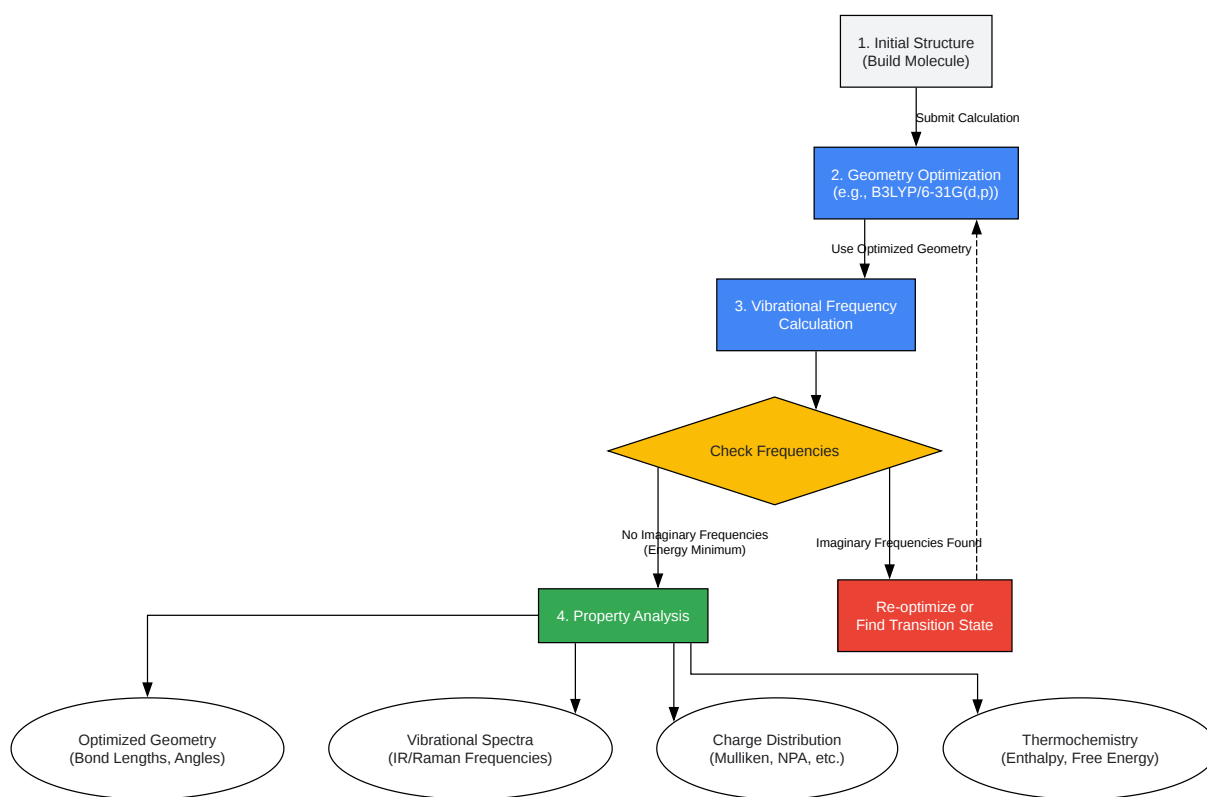 1. Initial Structure
(Build Molecule)
Submit Calculation
2. Geometry Optimization
(e.g., B3LYP/6-31G(d,p))
Use Optimized Geometry
3. Vibrational Frequency
Calculation
Check Frequencies
No Imaginary Frequencies
(Energy Minimum)
Imaginary Frequencies Found
4. Property Analysis
Re-optimize or
Find Transition State
Optimized Geometry
(Bond Lengths, Angles)
Vibrational Spectra
(IR/Raman Frequencies)
Charge Distribution
(Mulliken, NPA, etc.)
Thermochemistry
(Enthalpy, Free Energy)